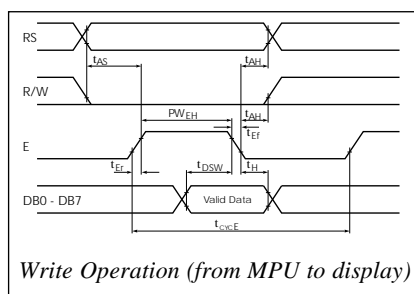 RS
tAS
tAH
R/W
PWEH
tAH
tEf
E
tEr
tDSW
tH
DB0 - DB7
Valid Data
tCYCE
Write Operation (from MPU to display)